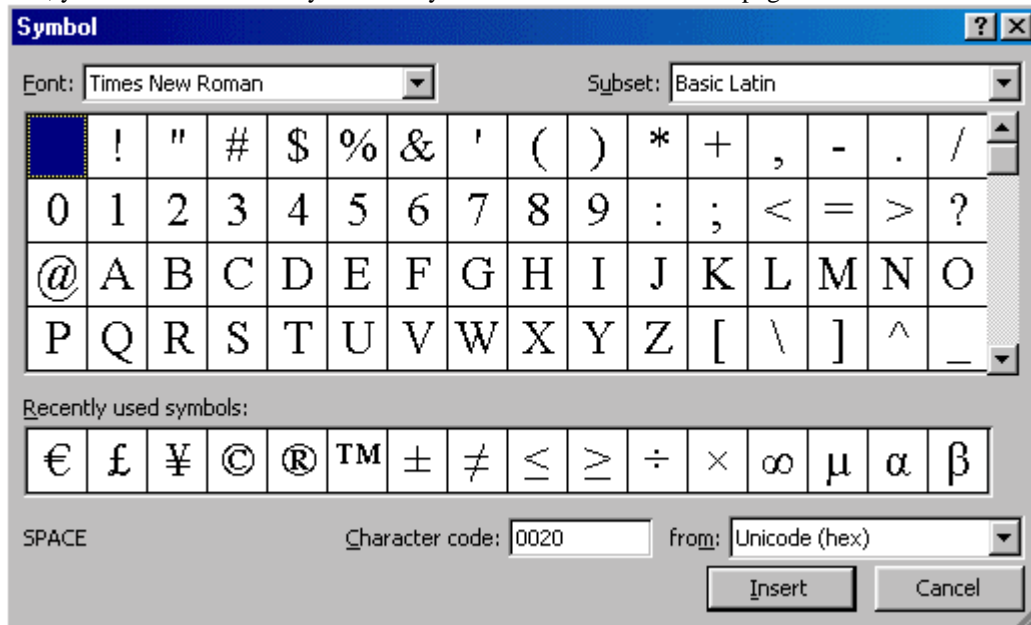 Symbol
Font: Times New Roman Subset: Basic Latin
! " # $ % & ' ( ) * + , - . /
0 1 2 3 4 5 6 7 8 9 : ; < = > ?
@ A B C D E F G H I J K L M N O
P Q R S T U V W X Y Z [ \ ] ^ _
Recently used symbols:
€ £ ¥ © ® ™ ± ≠ ≤ ≥ ÷ × ∞ µ α β
SPACE Character code: 0020 from: Unicode (hex)
Insert Cancel